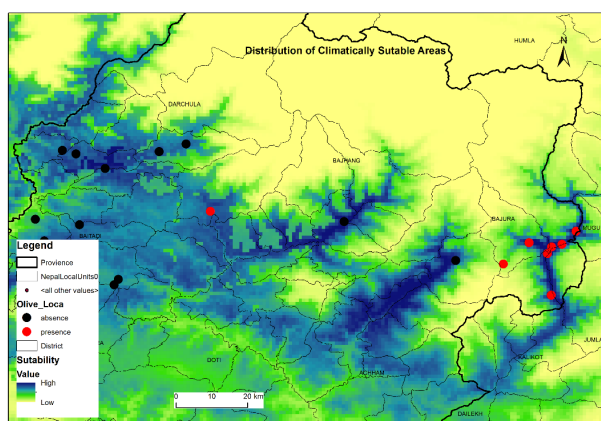 Distribution of Climatically Sutable Areas
N
HUMLA
DARCHULA
BAJHANG
BAJURA
MUGU
BAITADI
Legend
Provience
NepalLocalUnits0
<all other values>
Olive_Loca
absence
presence
District
Sutability
Value
High
Low
DOTI
ACHHAM
KALIKOT
JUMLA
DAILEKH
0 10 20 km